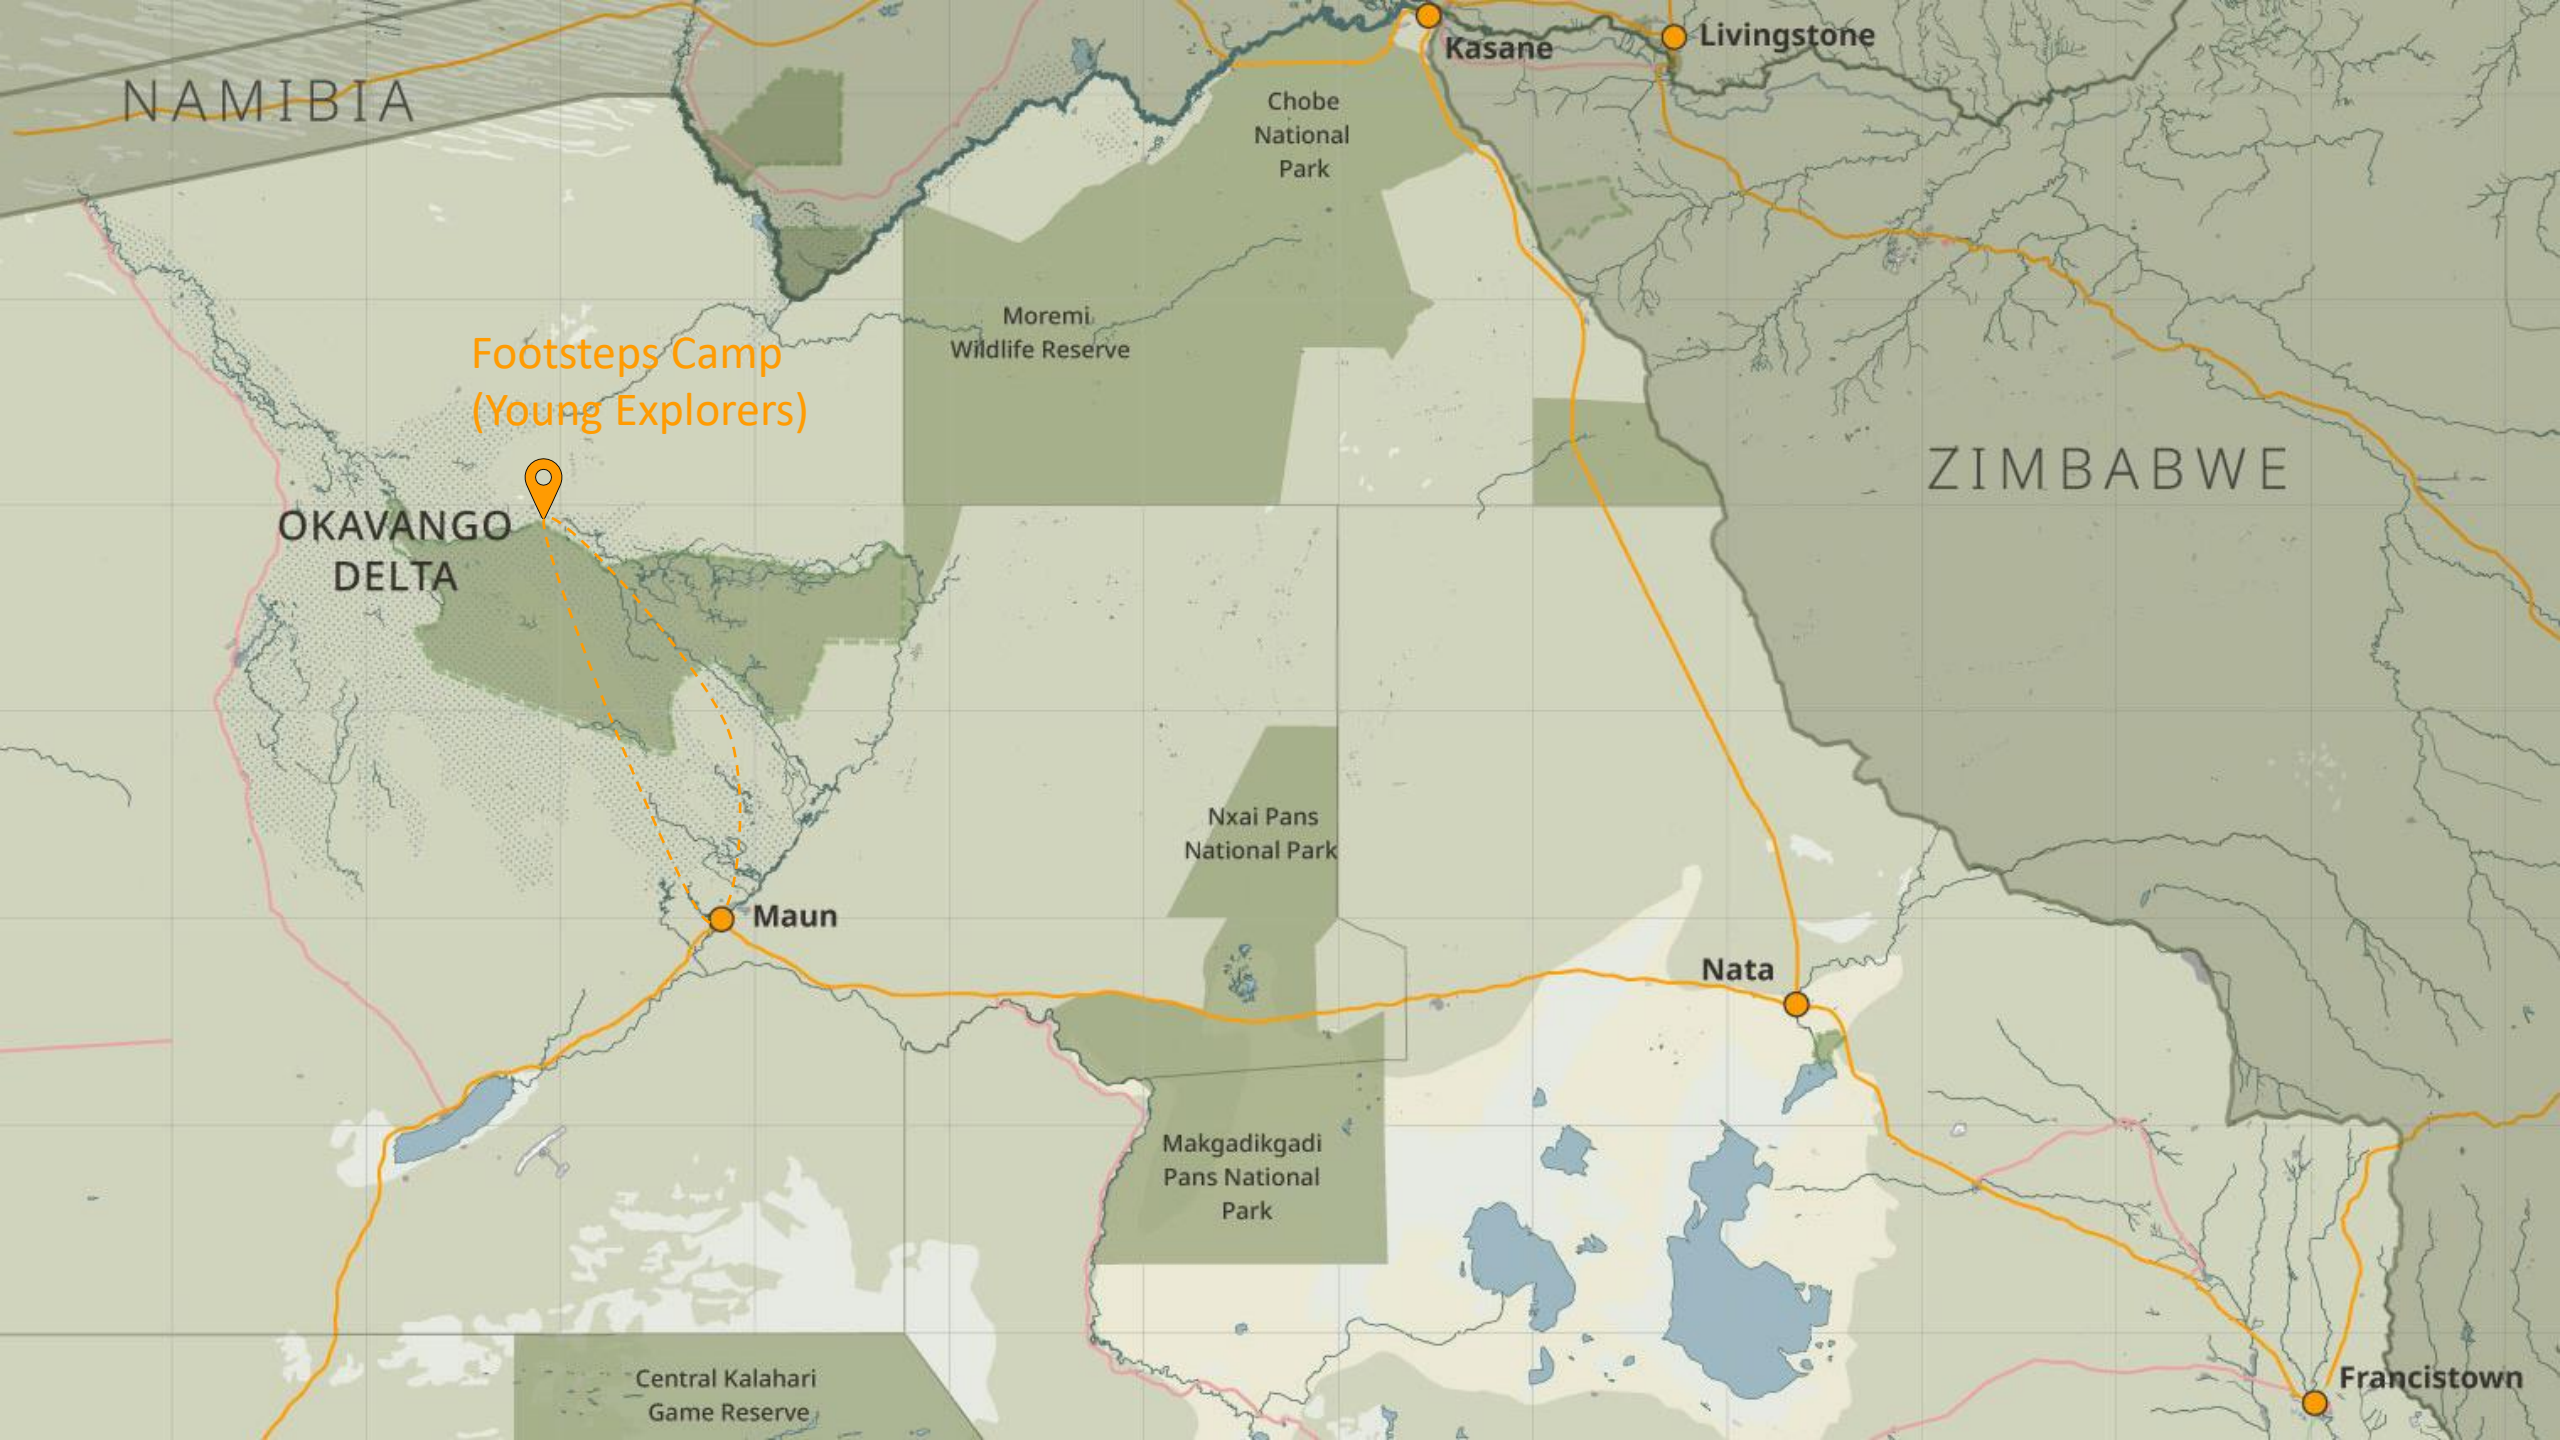 Livingstone
Kasane
NAMIBIA
Chobe
National
Park
Moremi
Wildlife Reserve
Footsteps Camp
(Young Explorers)
ZIMBABWE
OKAVANGO
DELTA
Nxai Pans
National Park
Maun
Nata
Makgadikgadi
Pans National
Park
Central Kalahari
Game Reserve
Francistown